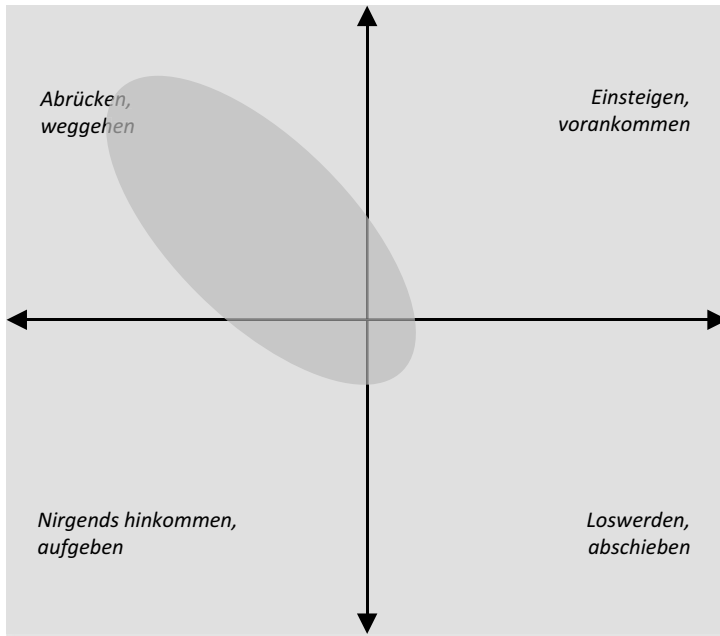 Abrücken,
weggehen
Einsteigen,
vorankommen
Nirgends hinkommen,
aufgeben
Loswerden,
abschieben